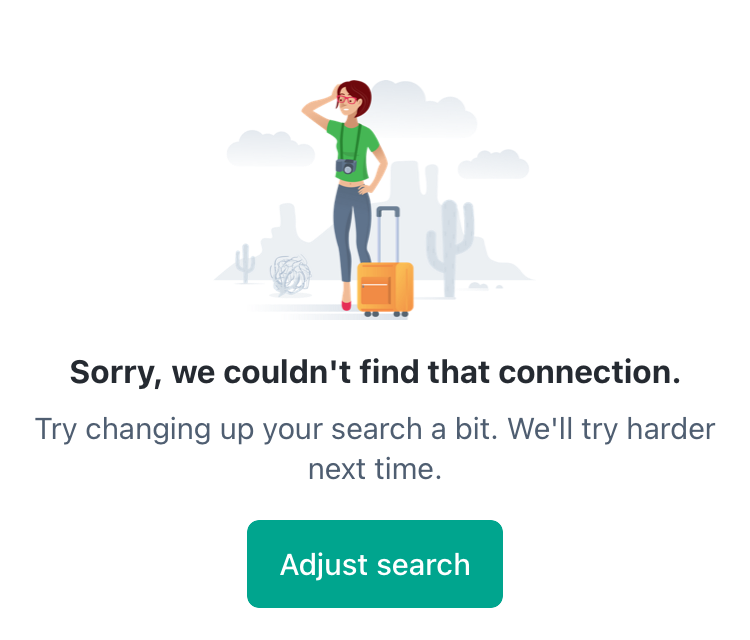 Sorry, we couldn't find that connection.
Try changing up your search a bit. We'll try harder
next time.
Adjust search